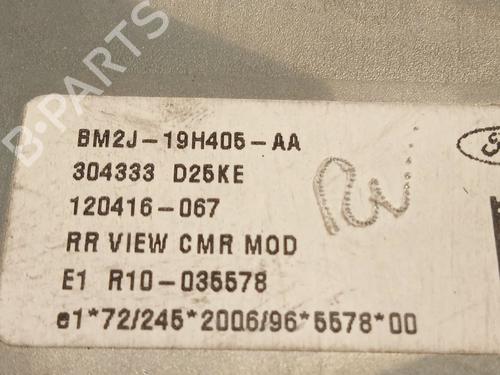 B-PARTS
BM2J-19H405-AA
304333 D25KE
120416-067
RR VIEW CMR MOD
E1 R10-035578
e1*72/245*2006/96*5578*00